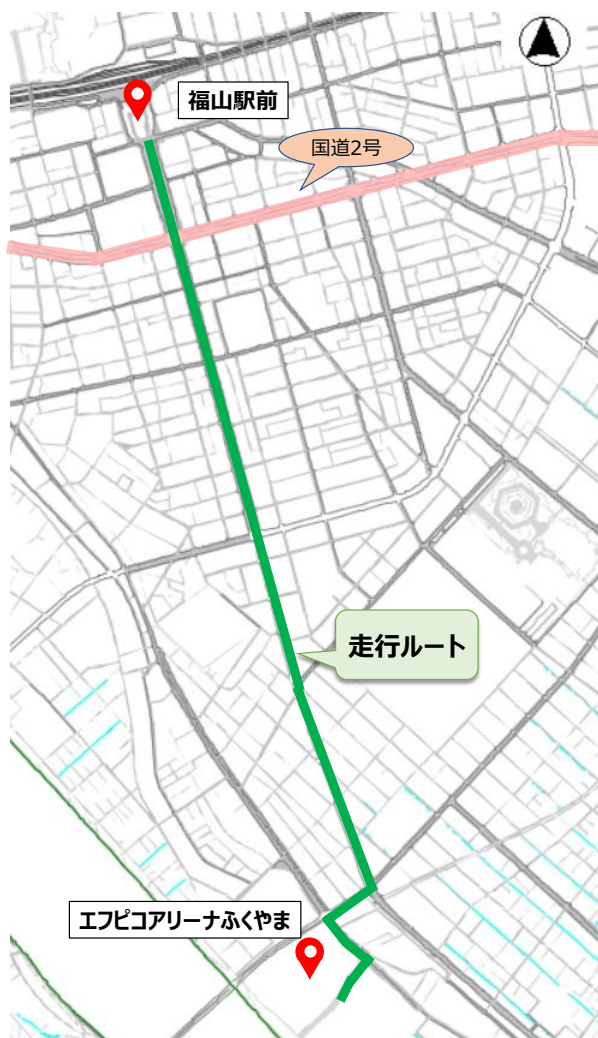 福山駅前
国道2号
走行ルート
エフピコアリーナふくやま